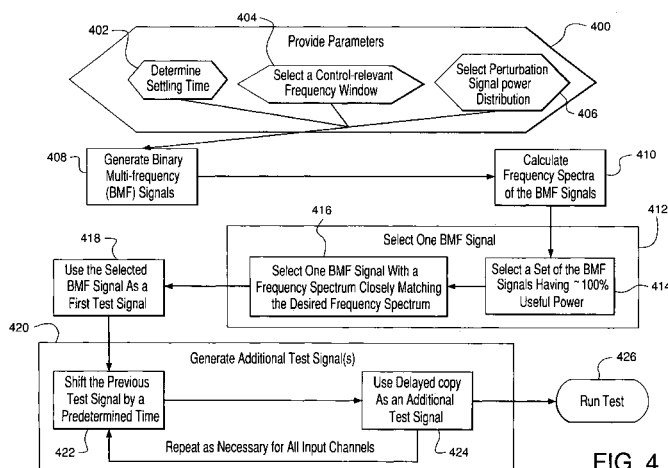 402
404
400
Provide Parameters
Determine
Settling Time
Select a Control-relevant
Frequency Window
Select Perturbation
Signal power
Distribution
406
408
Generate Binary
Multi-frequency
(BMF) Signals
Calculate
Frequency Spectra
of the BMF Signals
410
412
416
Select One BMF Signal
418
Use the Selected
BMF Signal As a
First Test Signal
Select One BMF Signal With a
Frequency Spectrum Closely Matching
the Desired Frequency Spectrum
Select a Set of the BMF
Signals Having ~100%
Useful Power
414
420
Generate Additional Test Signal(s)
Shift the Previous
Test Signal by a
Predetermined Time
422
Use Delayed copy
As an Additional
Test Signal
424
426
Run Test
Repeat as Necessary for All Input Channels
FIG. 4